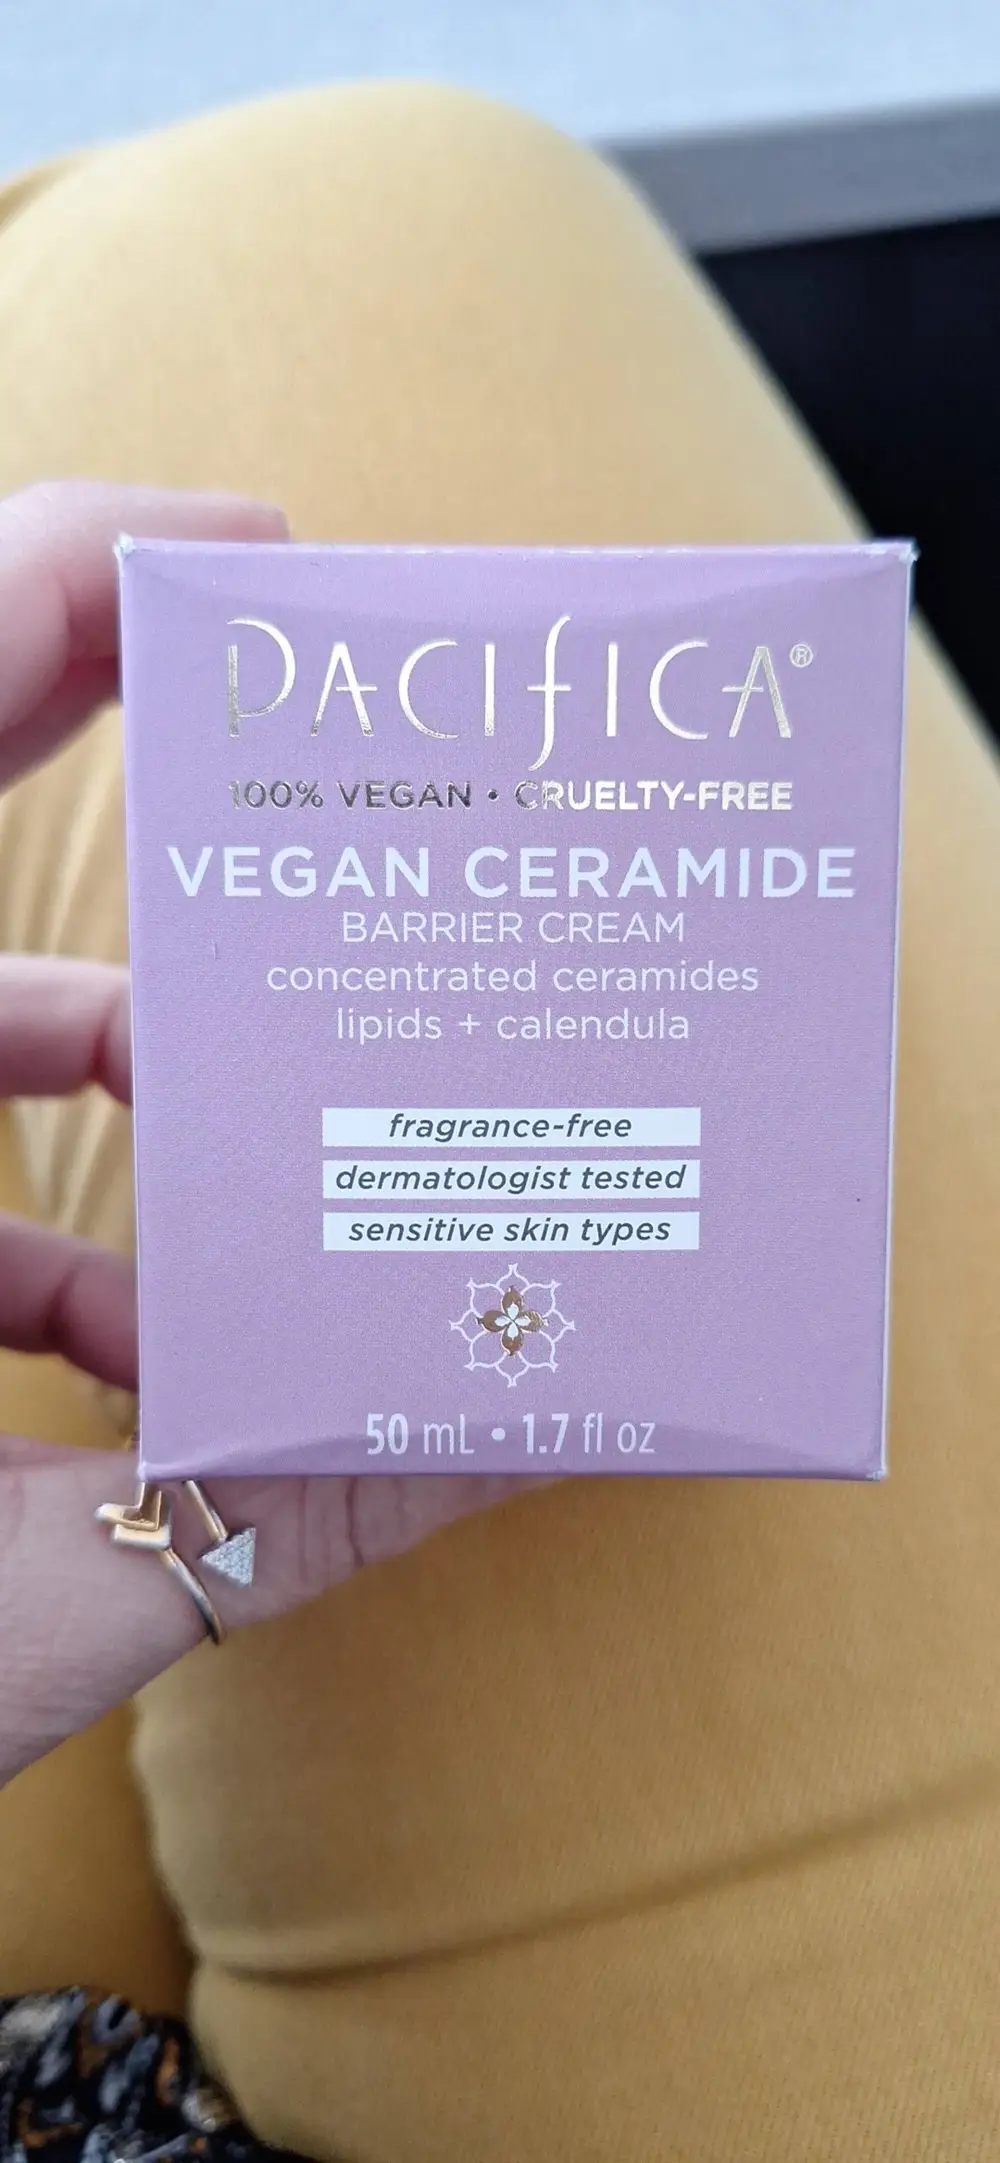 PACIFICA®
100% VEGAN • CRUELTY-FREE
VEGAN CERAMIDE
BARRIER CREAM
concentrated ceramides
lipids + calendula
fragrance-free
dermatologist tested
sensitive skin types
50 mL • 1.7 fl oz